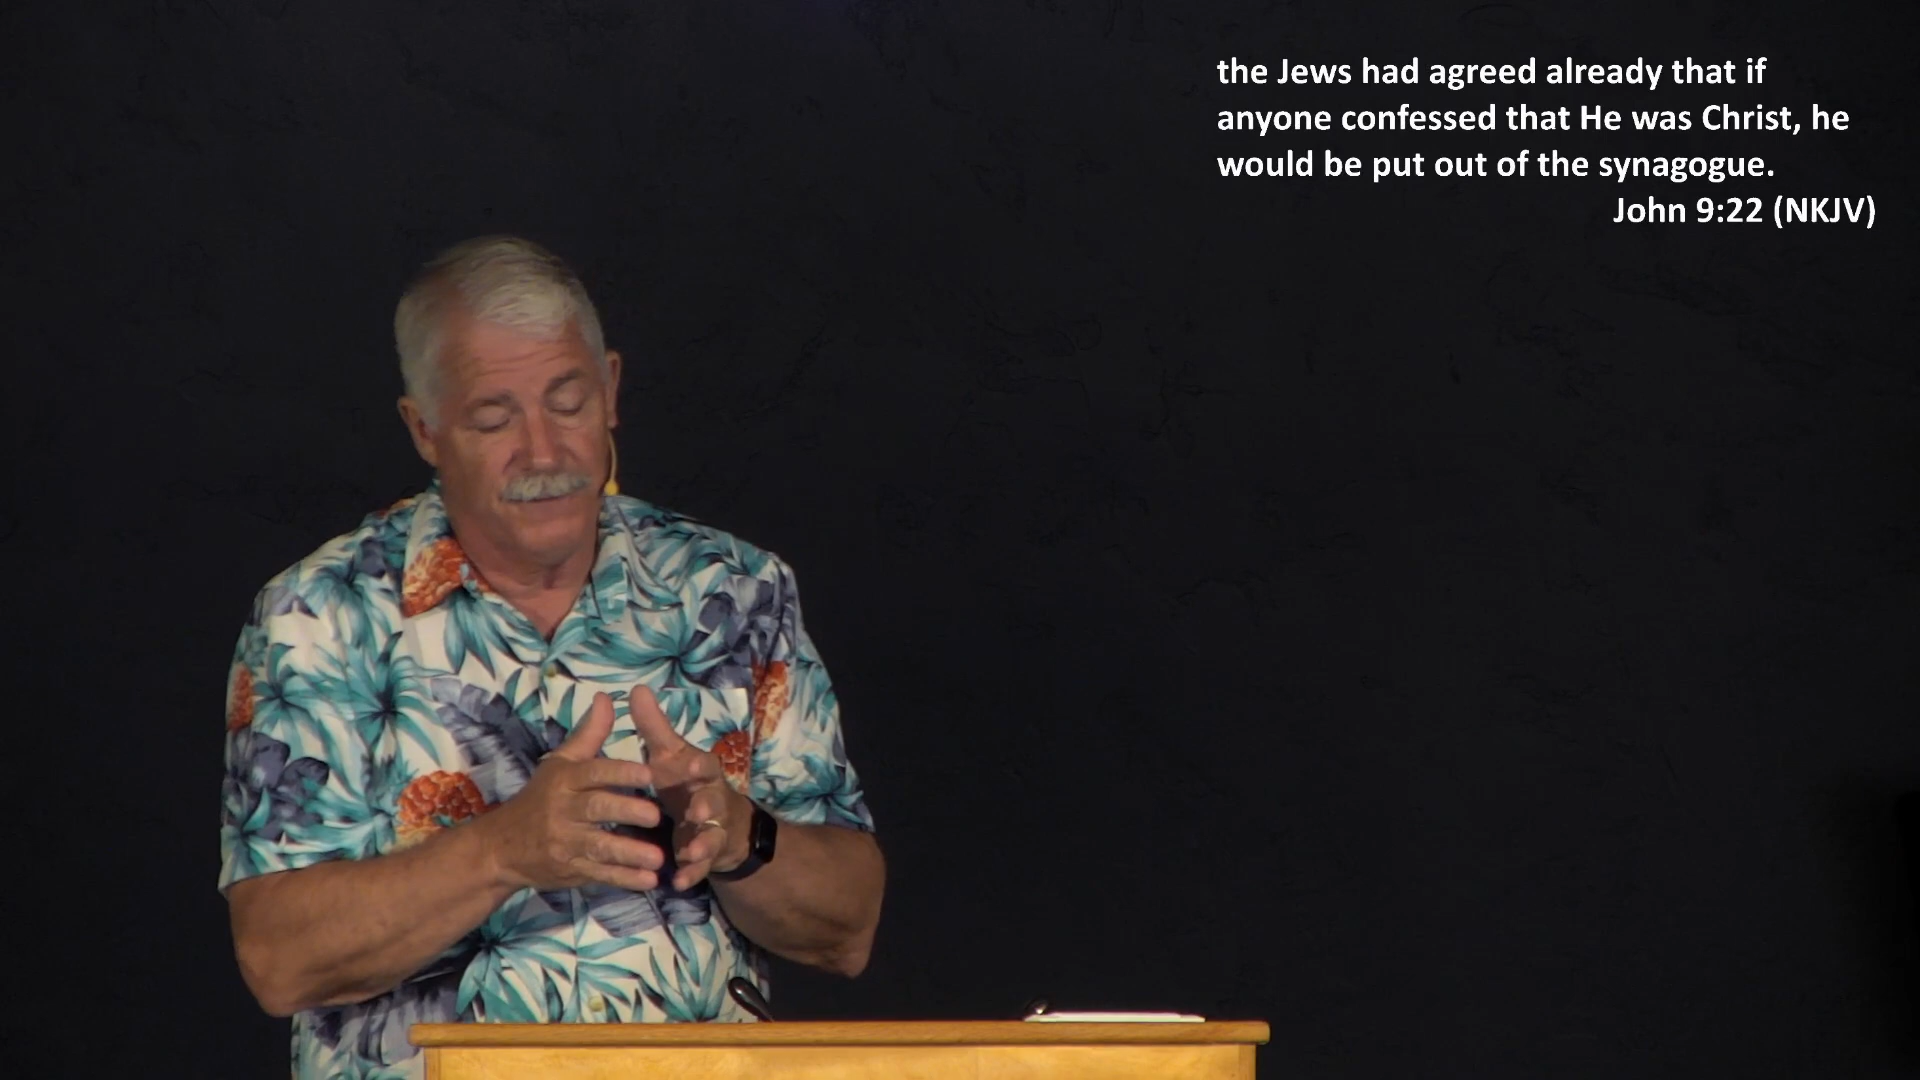 the Jews had agreed already that if
anyone confessed that He was Christ, he
would be put out of the synagogue.
John 9:22 (NKJV)